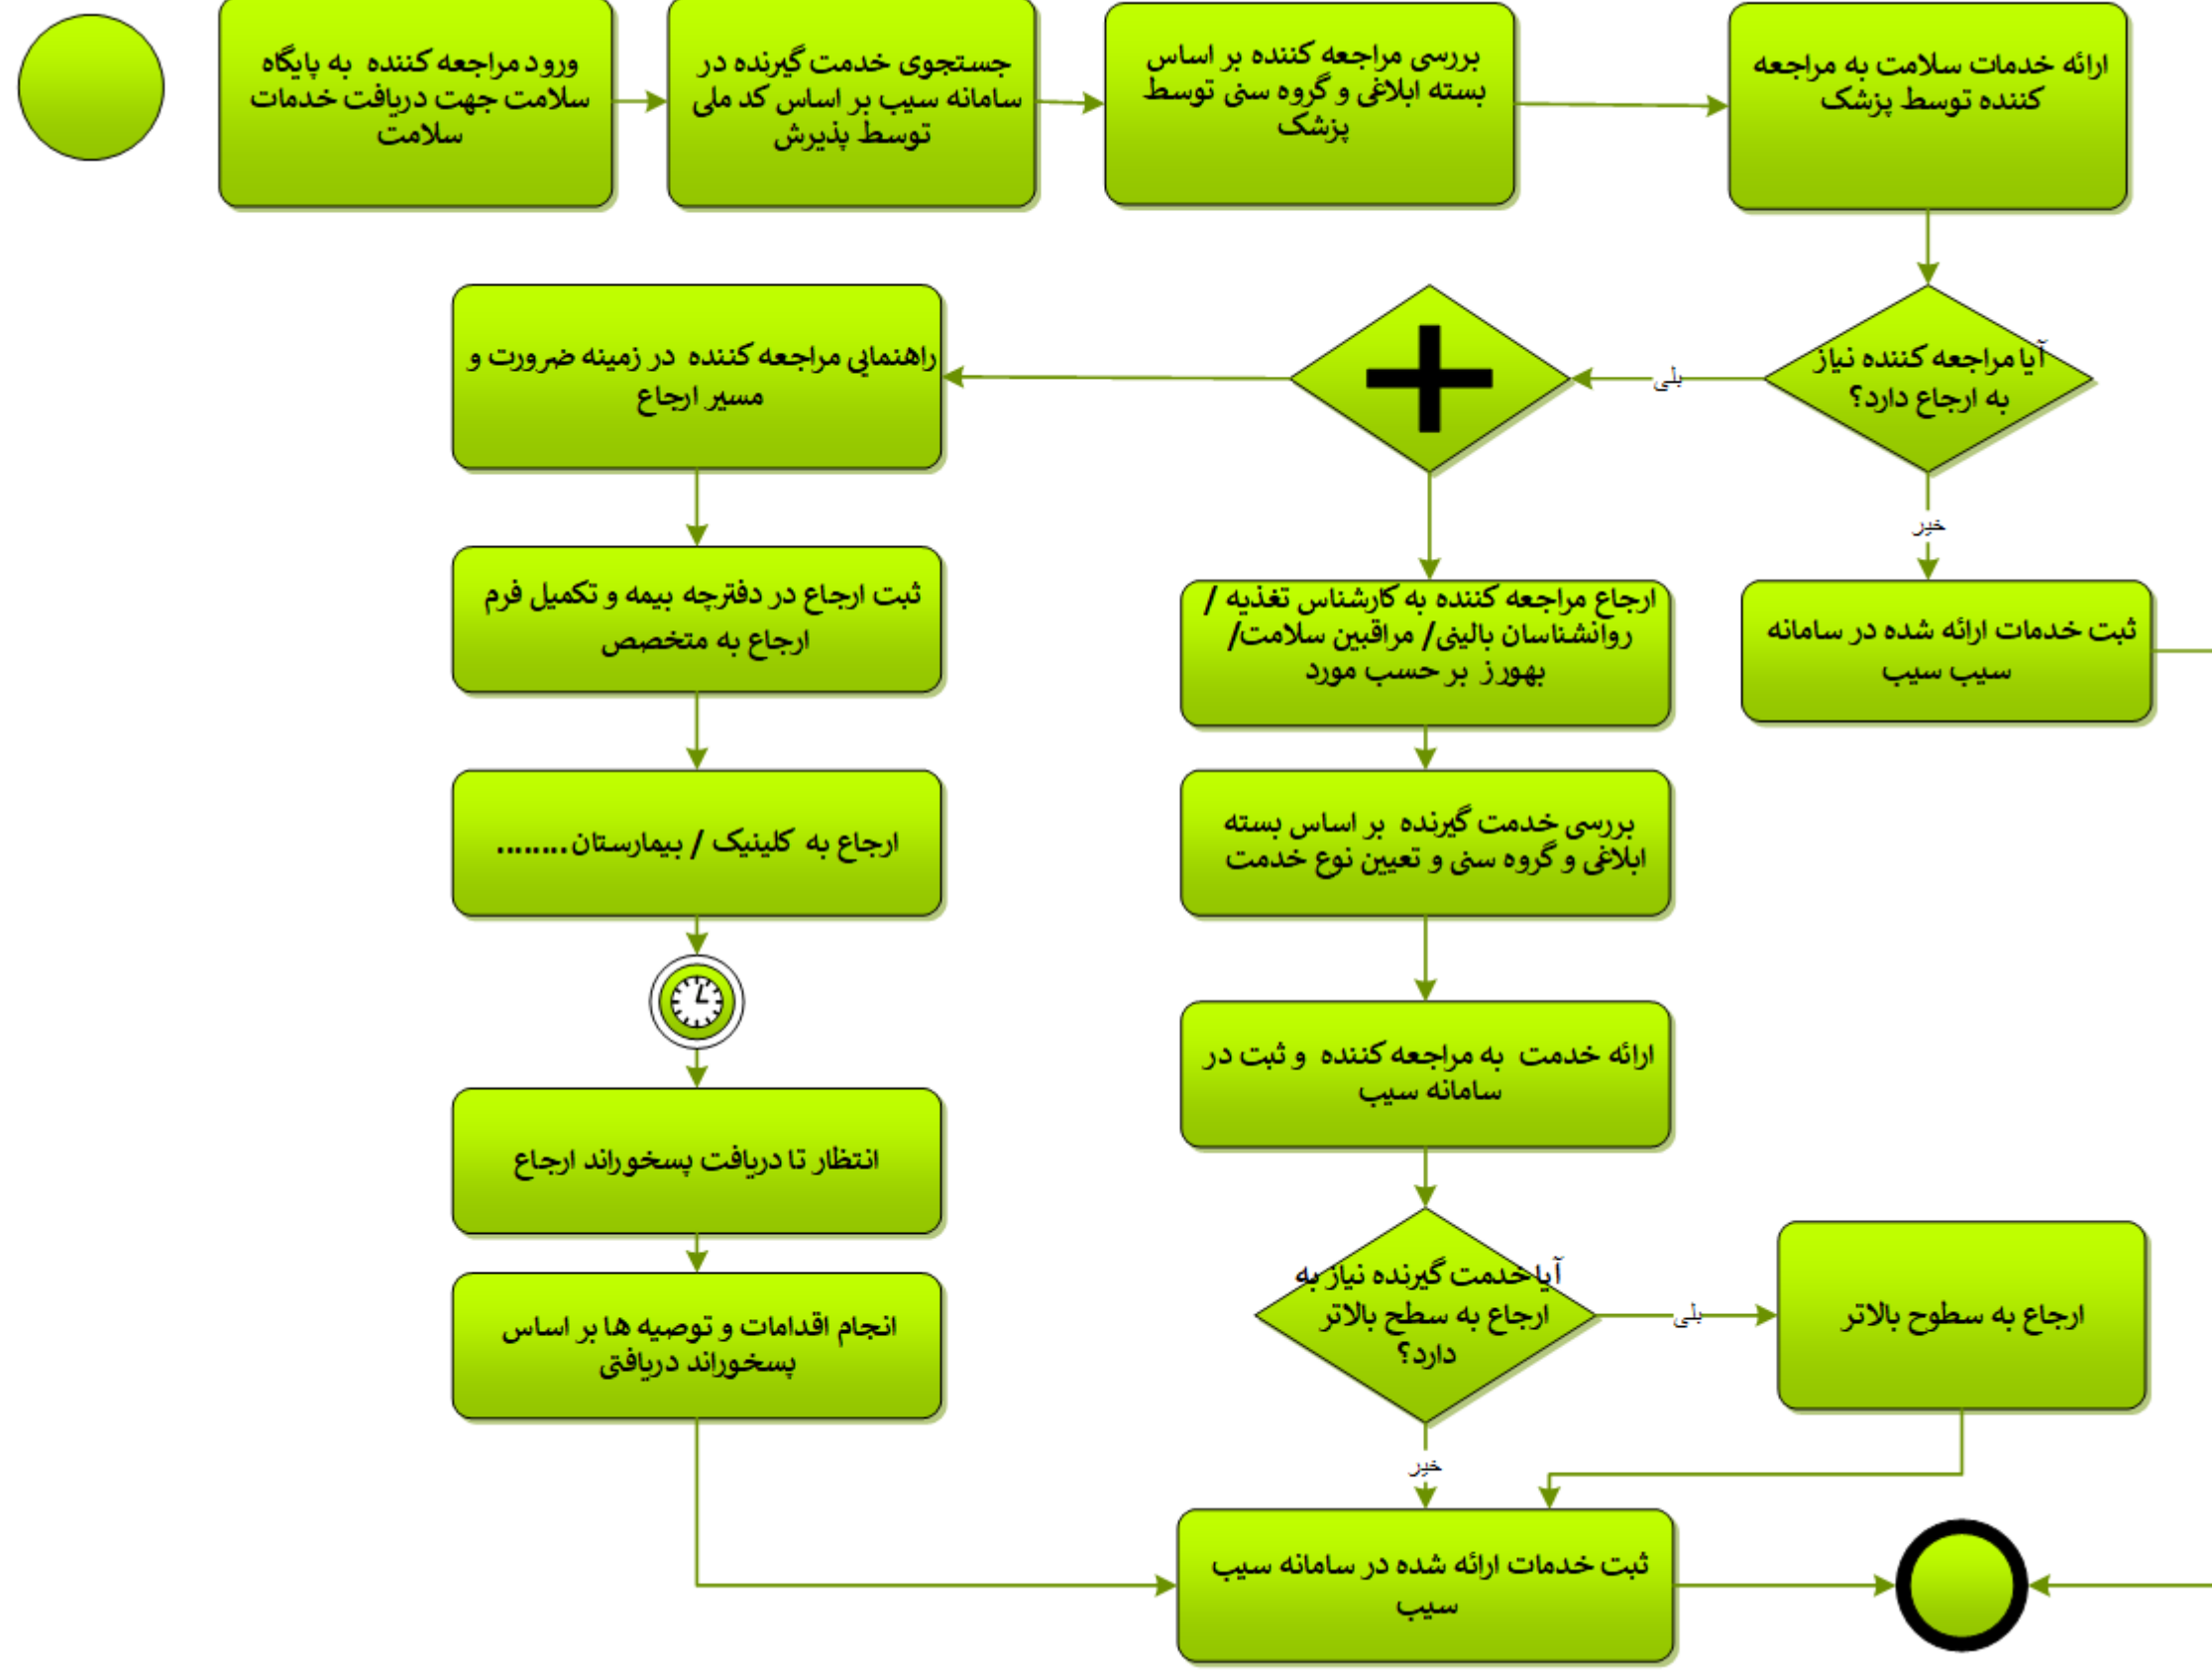 ورود مراجعه کننده به پایگاه
سلامت جهت دریافت خدمات
سلامت
جستجوی خدمت گیرنده در
سامانه سیب بر اساس کد ملی
توسط پذیرش
بررسی مراجعه کننده بر اساس
بسته ابلاغی و گروه سنی توسط
پزشک
ارائه خدمات سلامت به مراجعه
کننده توسط پزشک
آیا مراجعه کننده نیاز
به ارجاع دارد؟
بلی
خیر
ثبت خدمات ارائه شده در سامانه
سیب سیب
راهنمایی مراجعه کننده در زمینه ضرورت و
مسیر ارجاع
ثبت ارجاع در دفترچه بیمه و تکمیل فرم
ارجاع به متخصص
ارجاع به کلینیک / بیمارستان........
انتظار تا دریافت پسخوراند ارجاع
انجام اقدامات و توصیه ها بر اساس
پسخوراند دریافتی
ارجاع مراجعه کننده به کارشناس تغذیه /
روانشناسان بالینی/ مراقبین سلامت/
بهورز بر حسب مورد
بررسی خدمت گیرنده بر اساس بسته
ابلاغی و گروه سنی و تعیین نوع خدمت
ارائه خدمت به مراجعه کننده و ثبت در
سامانه سیب
آیا خدمت گیرنده نیاز به
ارجاع به سطح بالاتر
دارد؟
بلی
ارجاع به سطوح بالاتر
خیر
ثبت خدمات ارائه شده در سامانه سیب
سیب